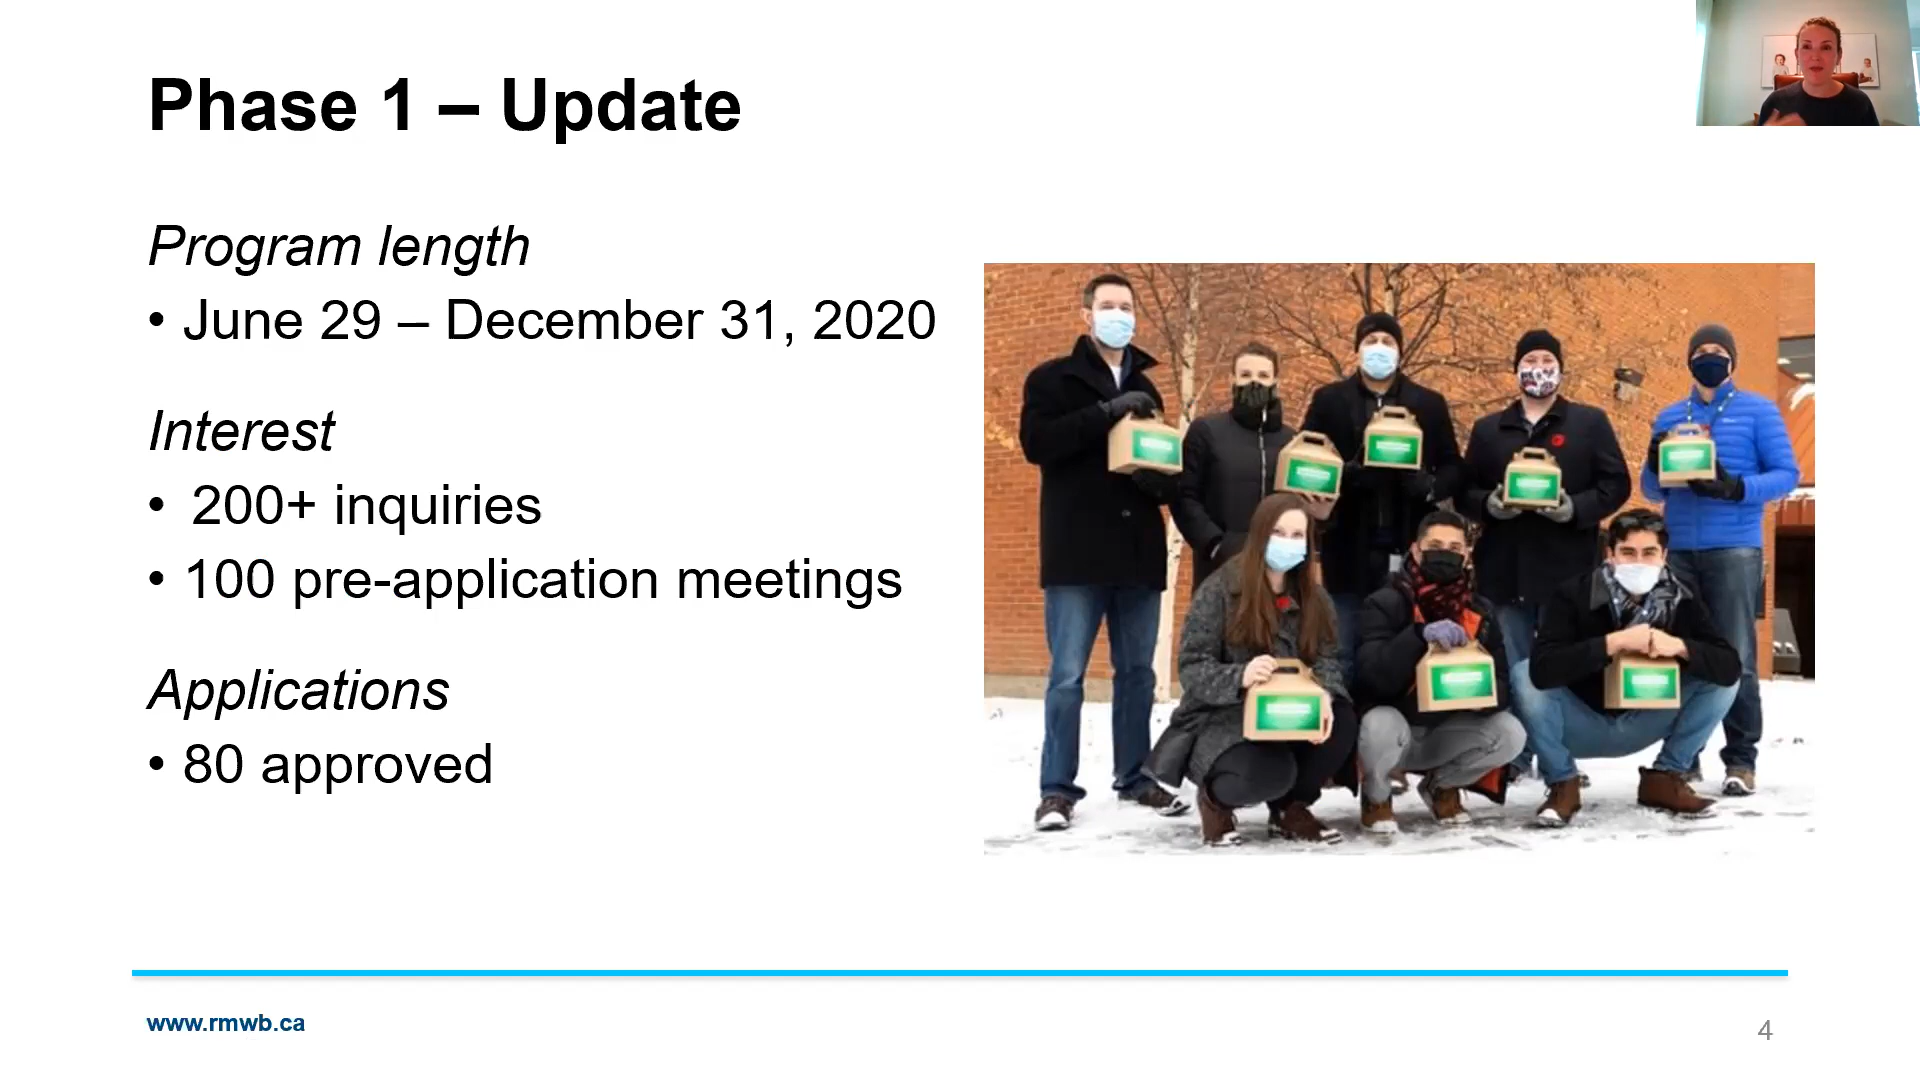 Phase 1 – Update
Program length
• June 29 – December 31, 2020
Interest
• 200+ inquiries
• 100 pre-application meetings
Applications
• 80 approved
www.rmwb.ca
4